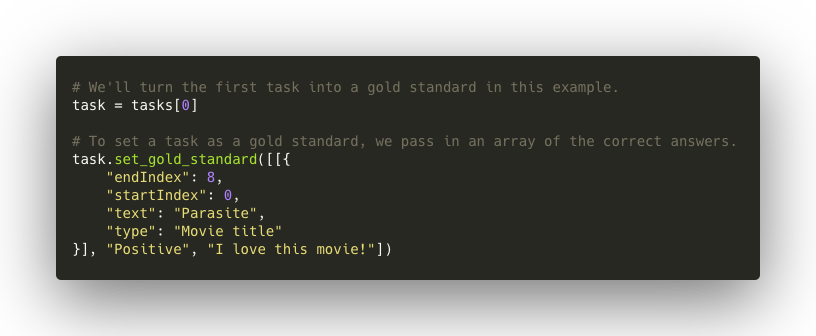 # We'll turn the first task into a gold standard in this example.
task = tasks[0]
# To set a task as a gold standard, we pass in an array of the correct answers.
task.set_gold_standard([[{
    "endIndex": 8,
    "startIndex": 0,
    "text": "Parasite",
    "type": "Movie title"
}], "Positive", "I love this movie!"])